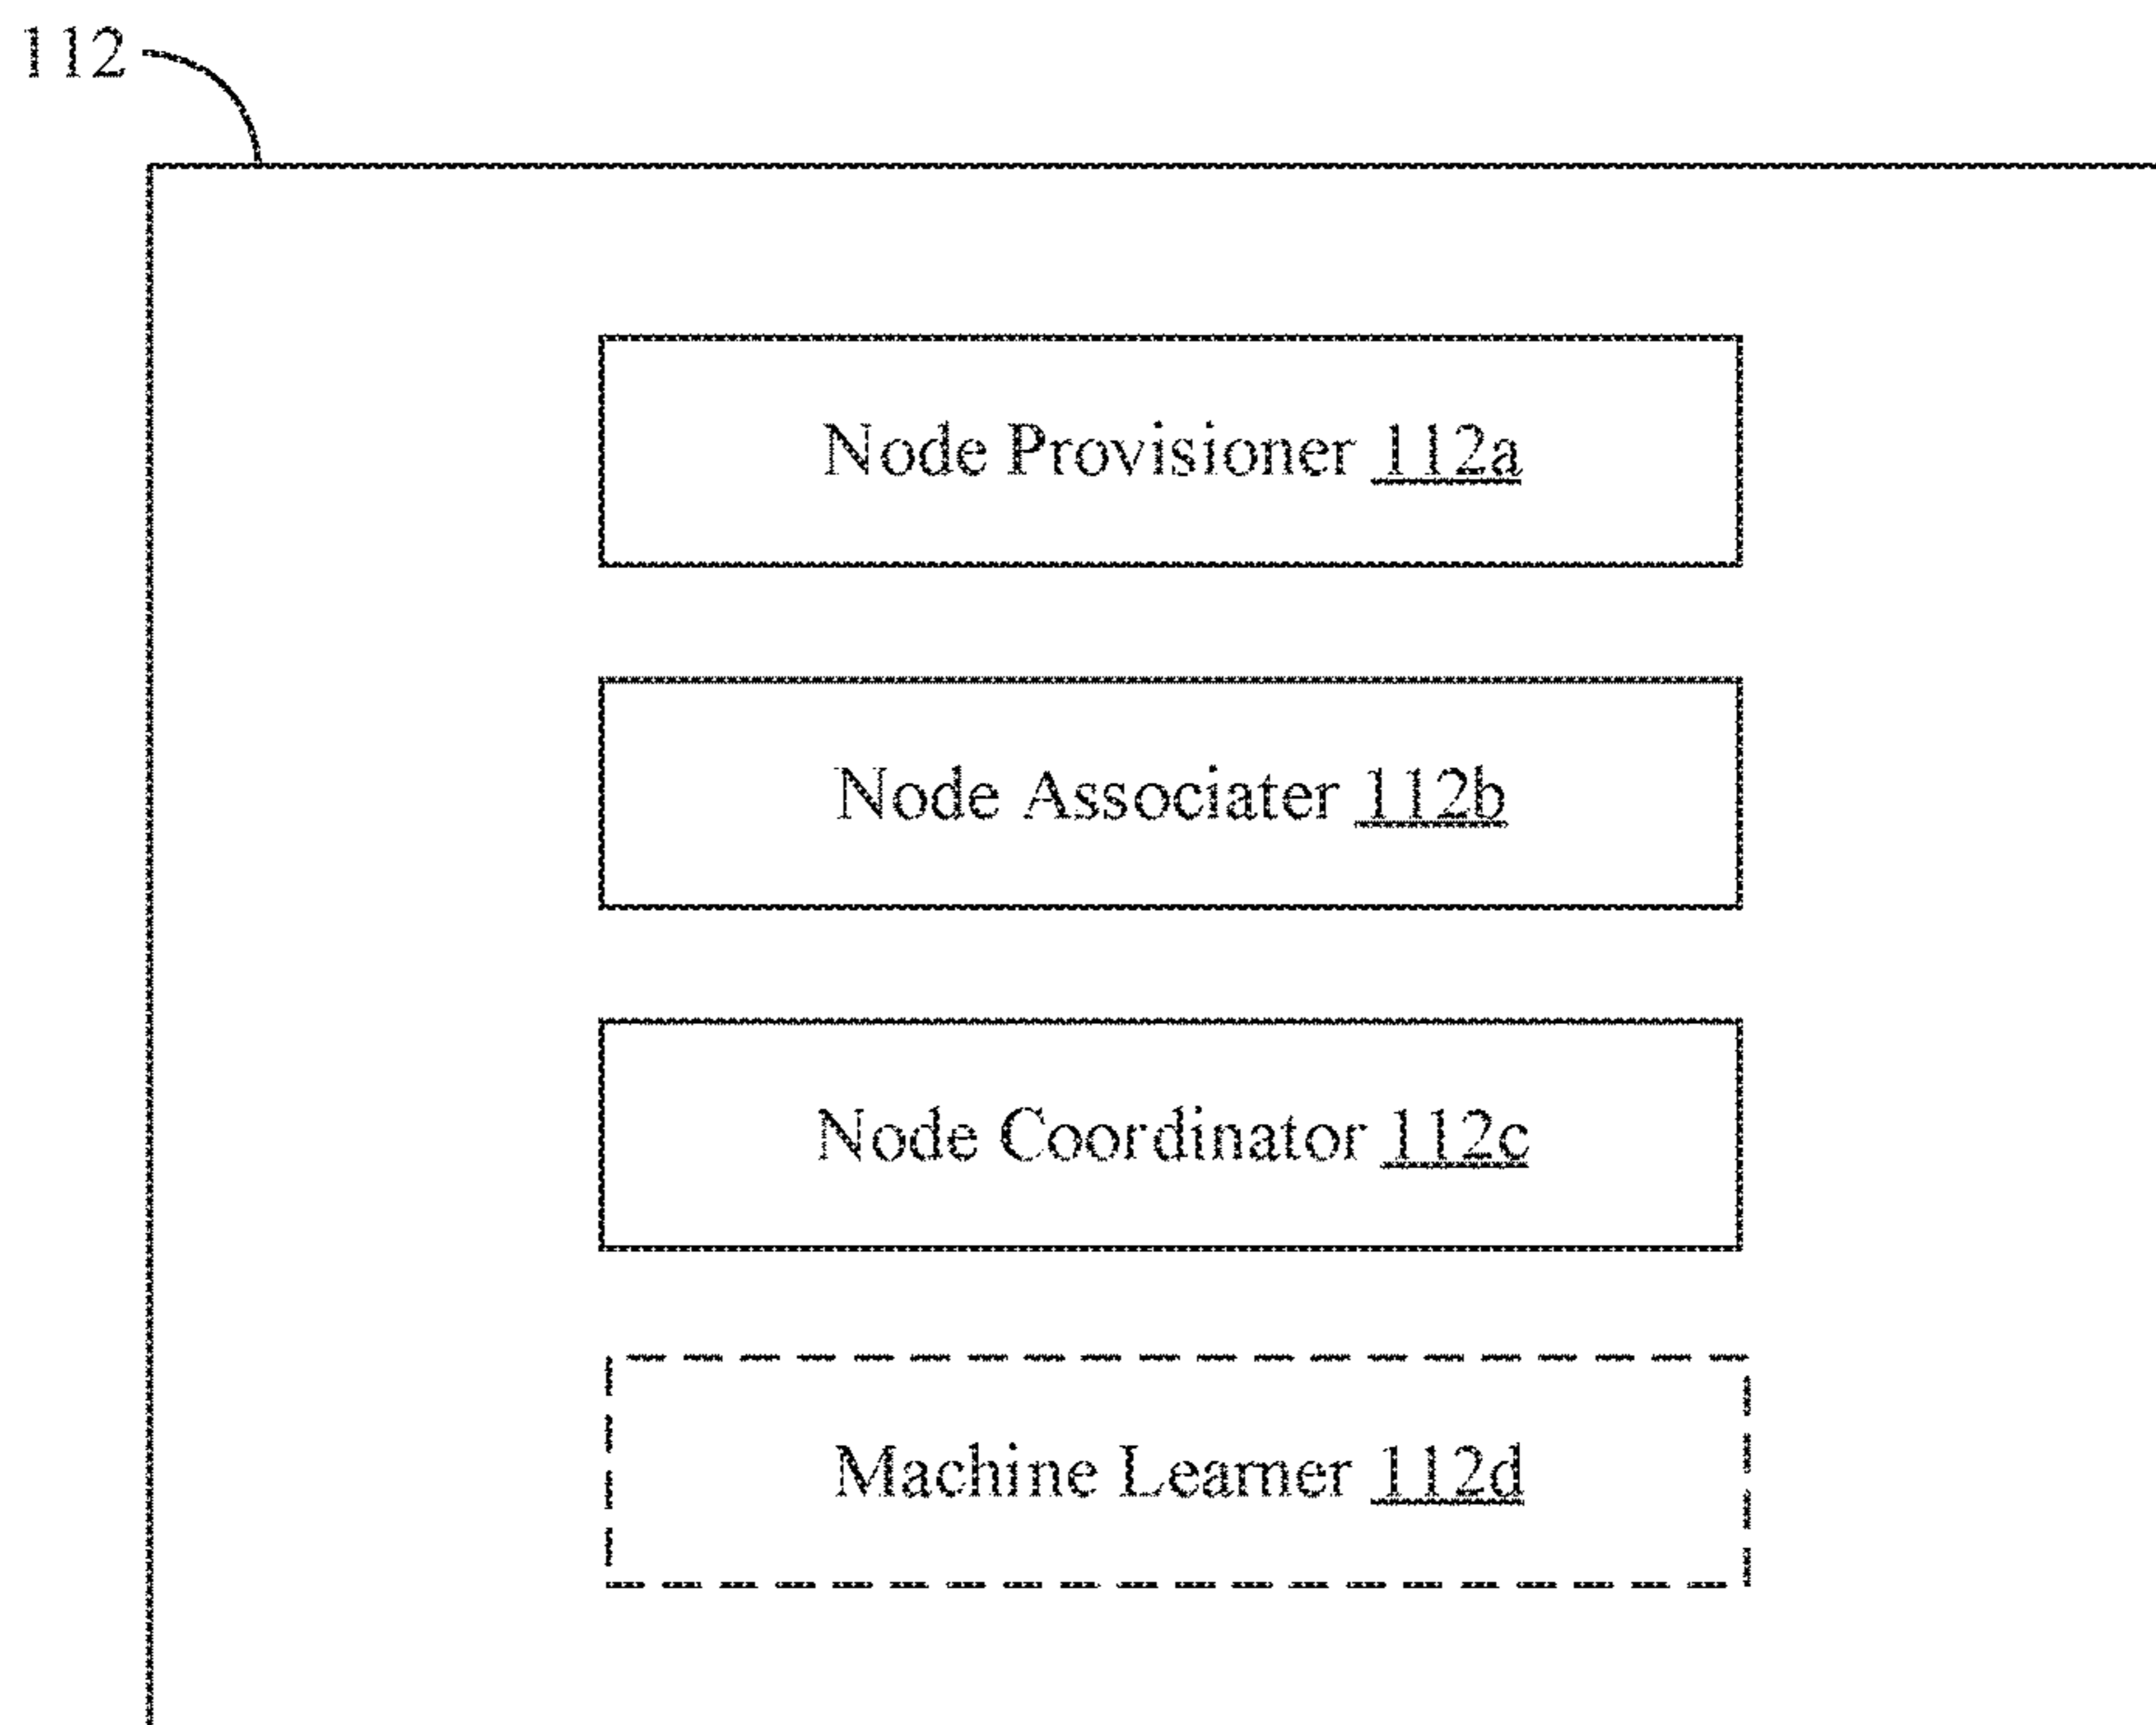 112
Node Provisioner 112a
Node Associater 112b
Node Coordinator 112c
Machine Learner 112d